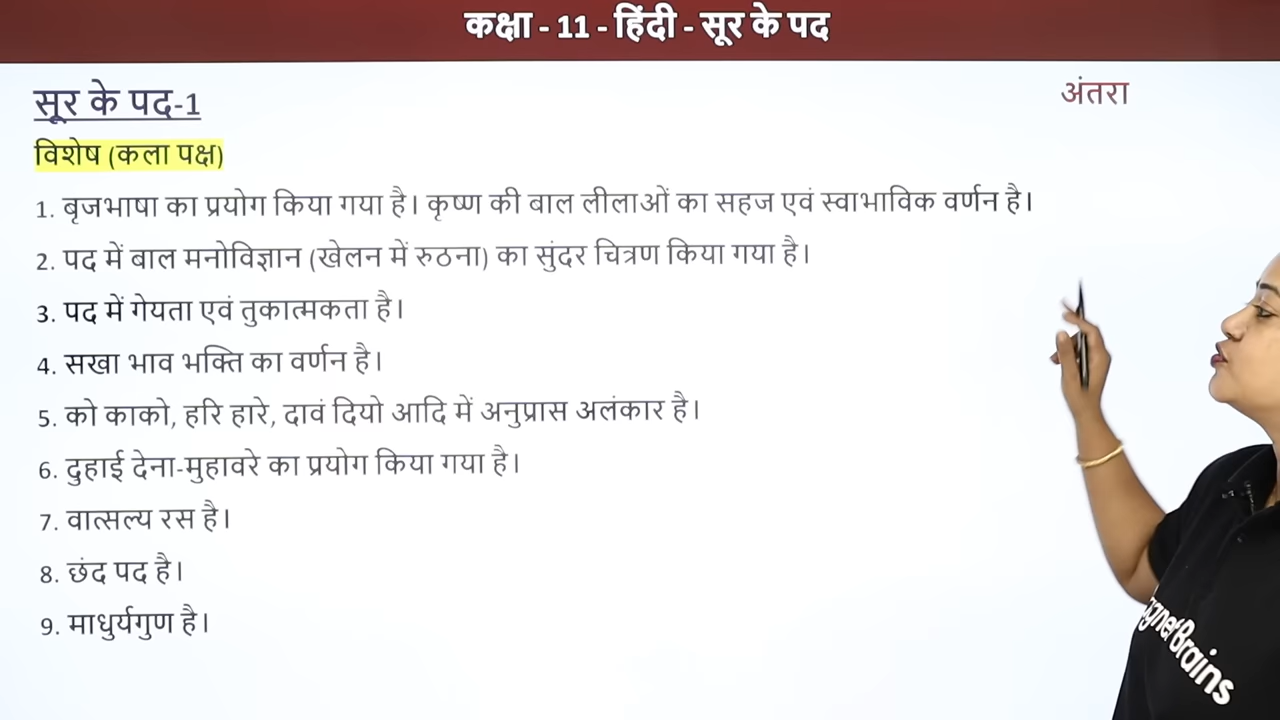 कक्षा - 11 - हिंदी - सूर के पद
सूर के पद-1
अंतरा
विशेष (कला पक्ष)
1. बृजभाषा का प्रयोग किया गया है। कृष्ण की बाल लीलाओं का सहज एवं स्वाभाविक वर्णन है।
2. पद में बाल मनोविज्ञान (खेलन में रुठना) का सुंदर चित्रण किया गया है।
3. पद में गेयता एवं तुकात्मकता है।
4. सखा भाव भक्ति का वर्णन है।
5. को काको, हरि हारे, दावं दियो आदि में अनुप्रास अलंकार है।
6. दुहाई देना-मुहावरे का प्रयोग किया गया है।
7. वात्सल्य रस है।
8. छंद पद है।
9. माधुर्यगुण है।
agnetBrains